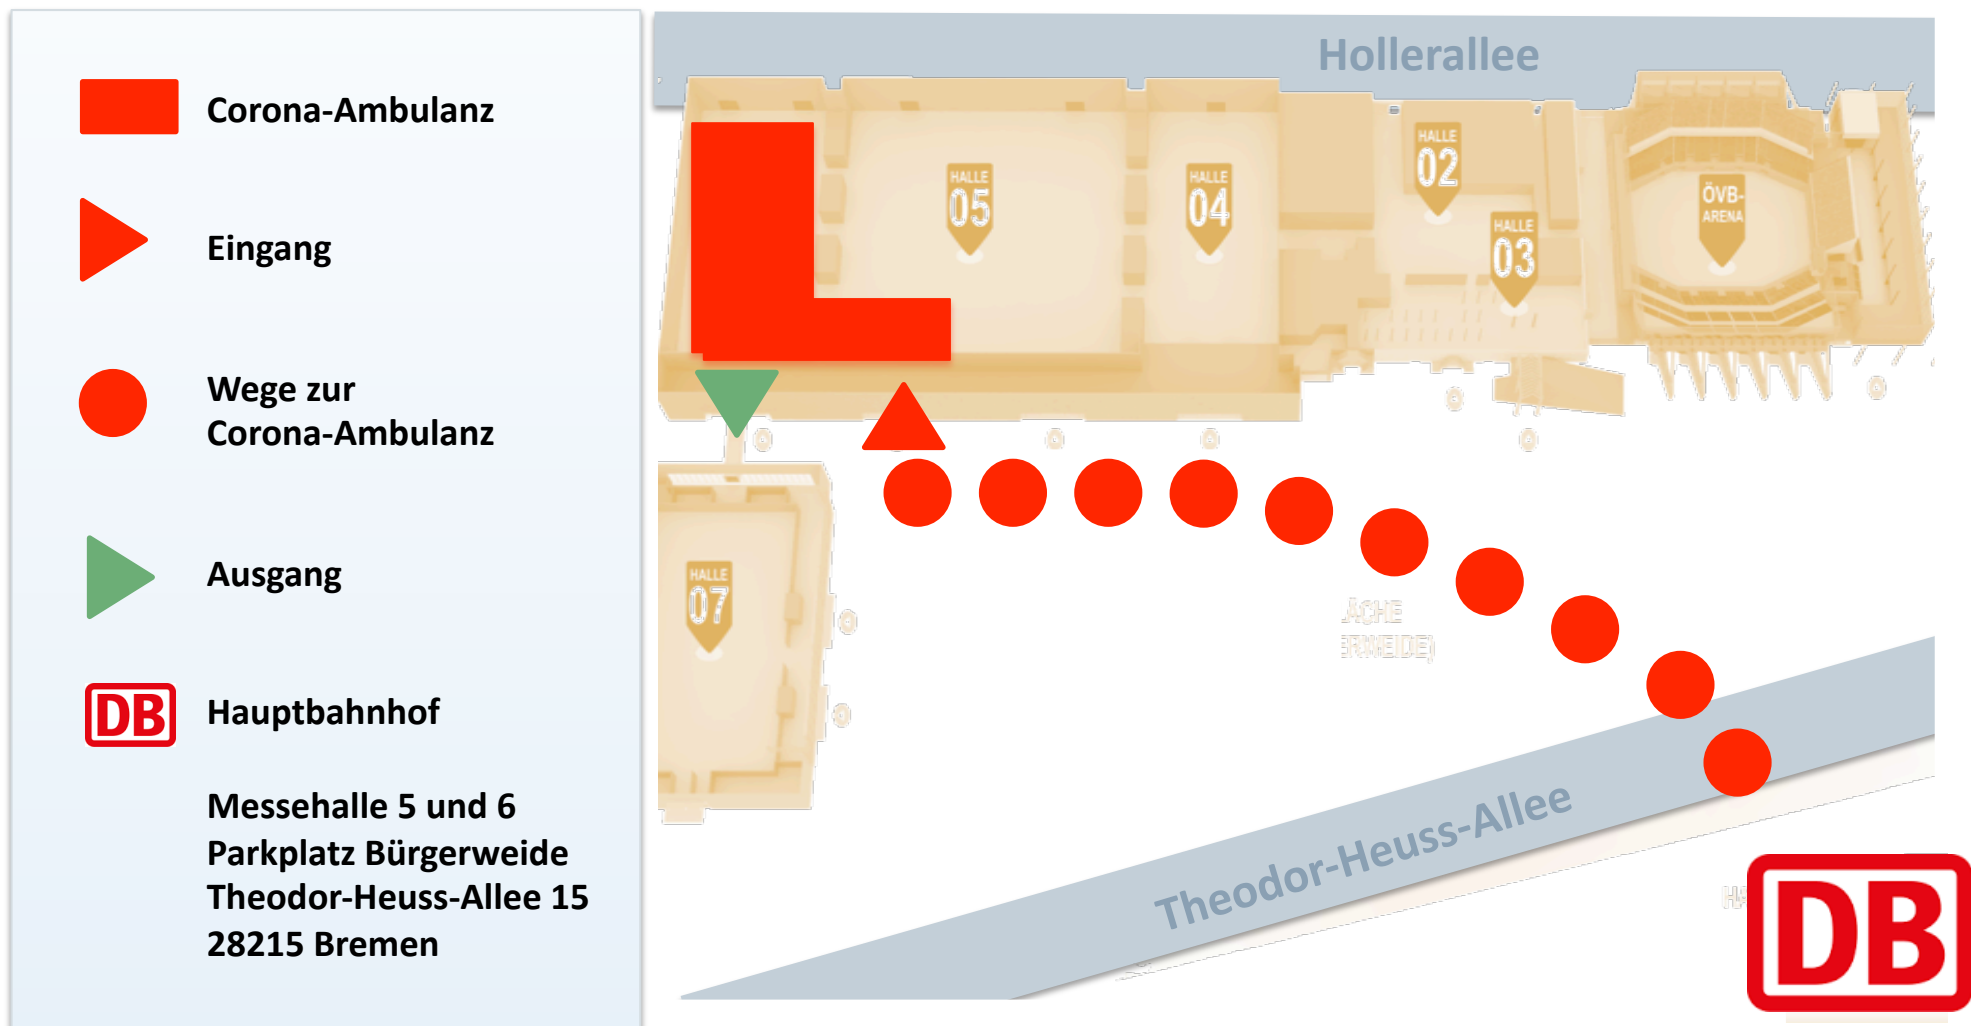 Corona-Ambulanz
Eingang
Wege zur
Corona-Ambulanz
Ausgang
DB
Hauptbahnhof
Messehalle 5 und 6
Parkplatz Bürgerweide
Theodor-Heuss-Allee 15
28215 Bremen
Hollerallee
HALLE
05
HALLE
04
HALLE
02
HALLE
03
ÖVB-
ARENA
HALLE
07
ÄCHE
ERWEIDE)
Theodor-Heuss-Allee
DB